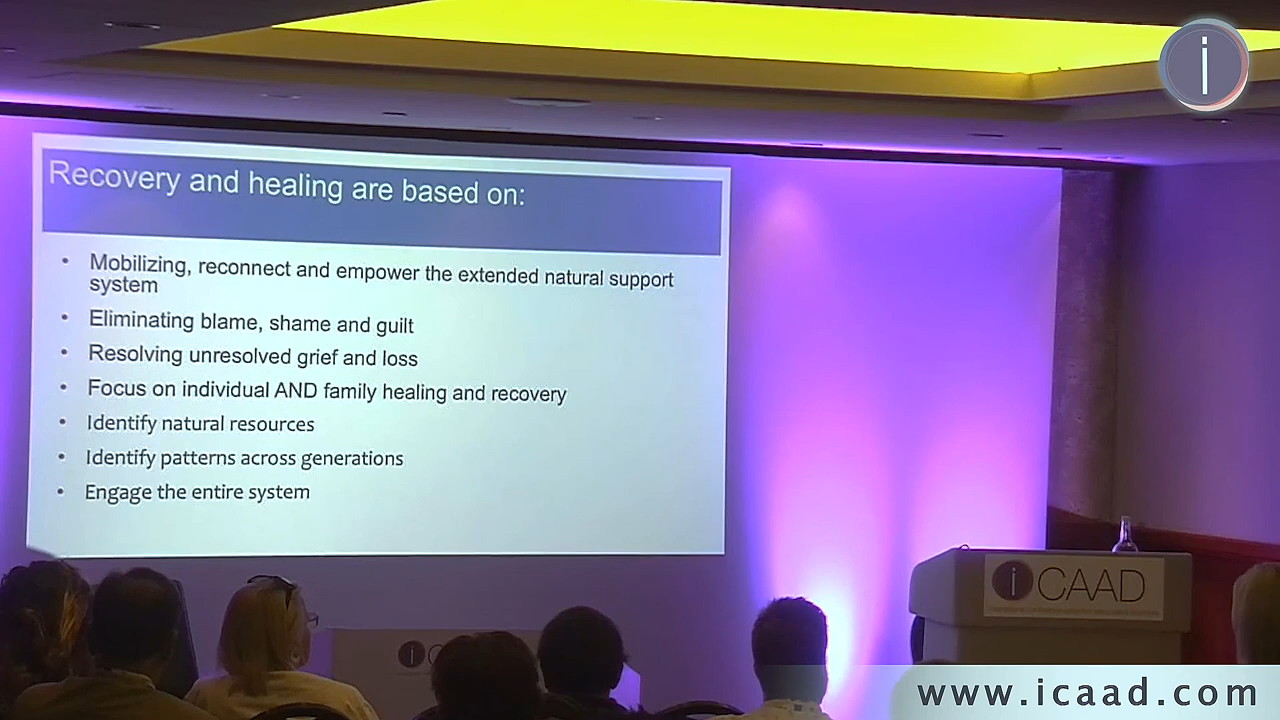 i
Recovery and healing are based on:
• Mobilizing, reconnect and empower the extended natural support
system
• Eliminating blame, shame and guilt
• Resolving unresolved grief and loss
• Focus on individual AND family healing and recovery
• Identify natural resources
• Identify patterns across generations
• Engage the entire system
i CAAD
i C
www.icaad.com